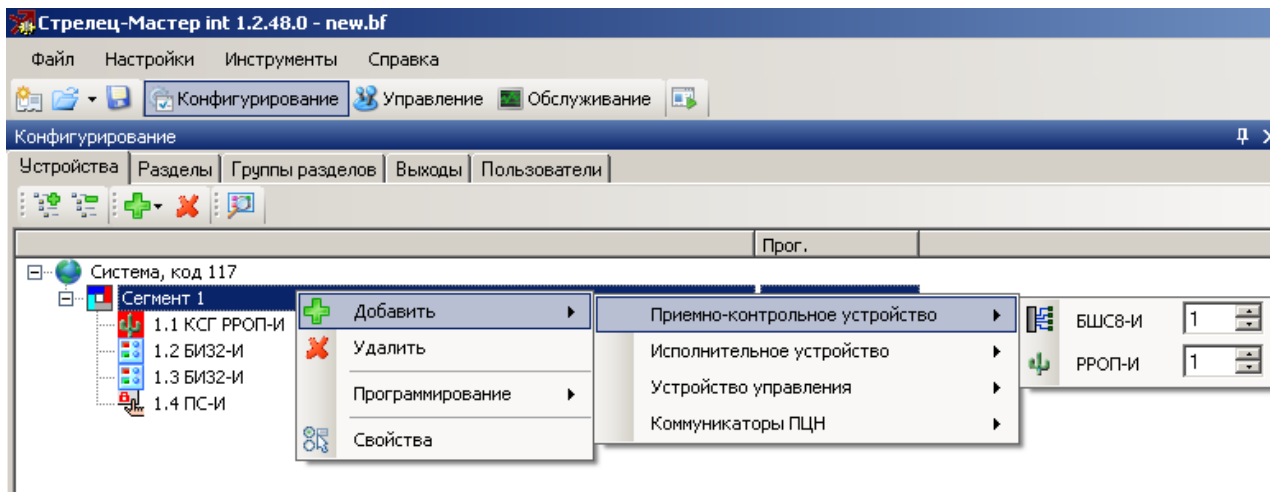 Стрелец-Мастер int 1.2.48.0 - new.bf
Файл Настройки Инструменты Справка
Конфигурирование Управление Обслуживание
Конфигурирование
Устройства Разделы Группы разделов Выходы Пользователи
Прог.
Система, код 117
Сегмент 1
1.1 КСГ РРОП-И
1.2 БИ32-И
1.3 БИ32-И
1.4 ПС-И
Добавить
Удалить
Программирование
Свойства
Приемно-контрольное устройство
Исполнительное устройство
Устройство управления
Коммуникаторы ПЦН
БШС8-И 1
РРОП-И 1